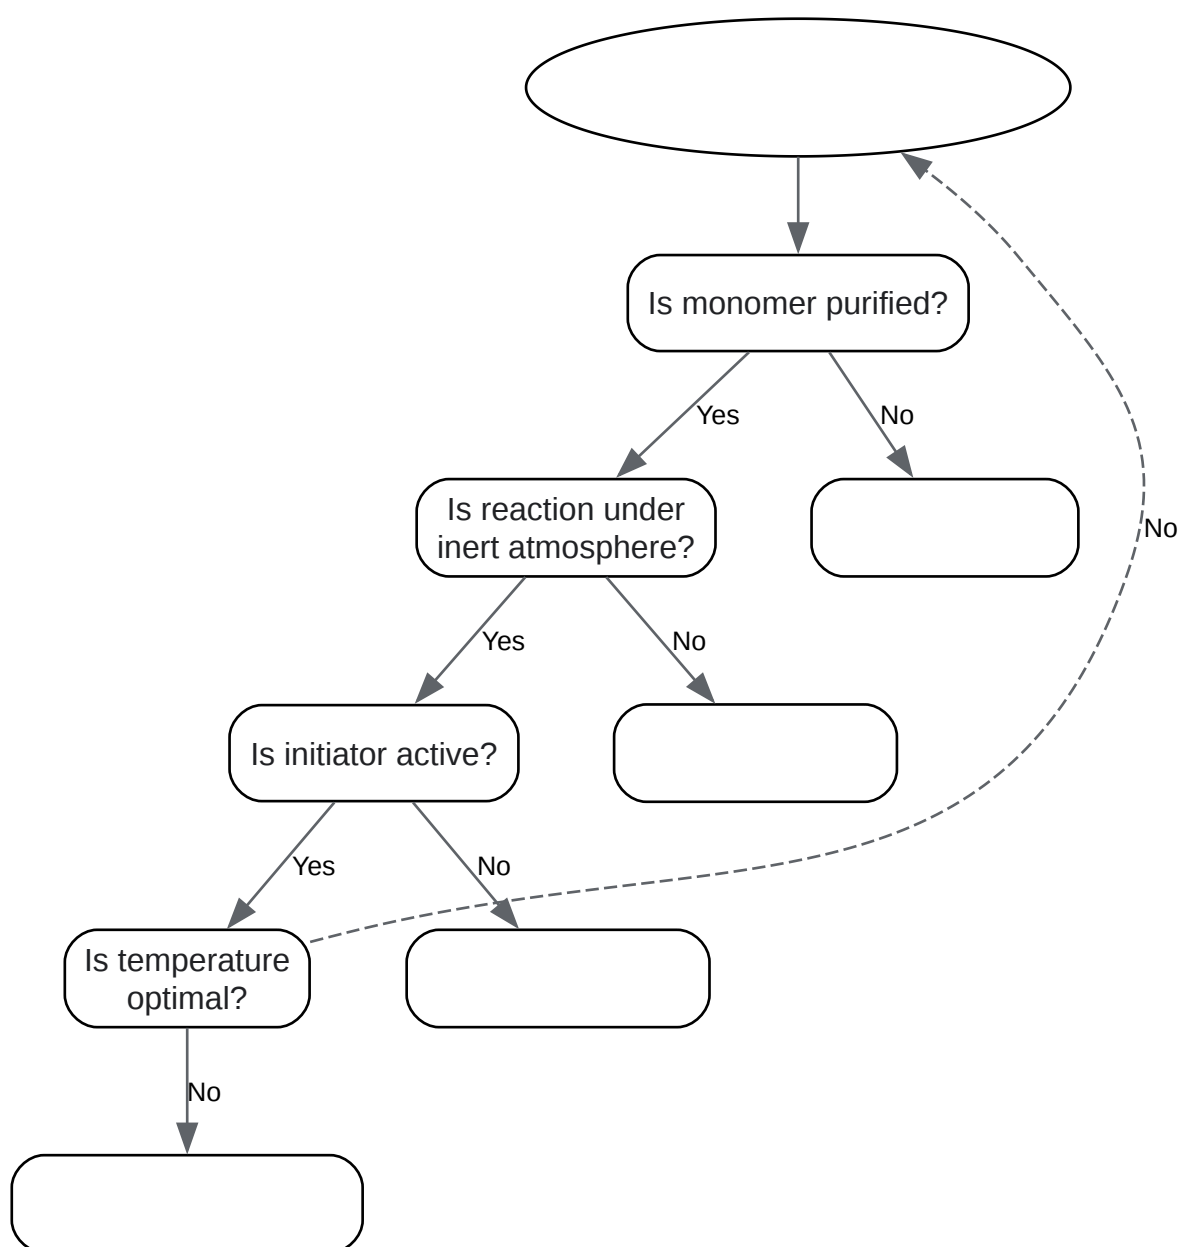 Is monomer purified?
Yes
No
Is reaction under
inert atmosphere?
No
Yes
No
Is initiator active?
Yes
No
Is temperature
optimal?
No